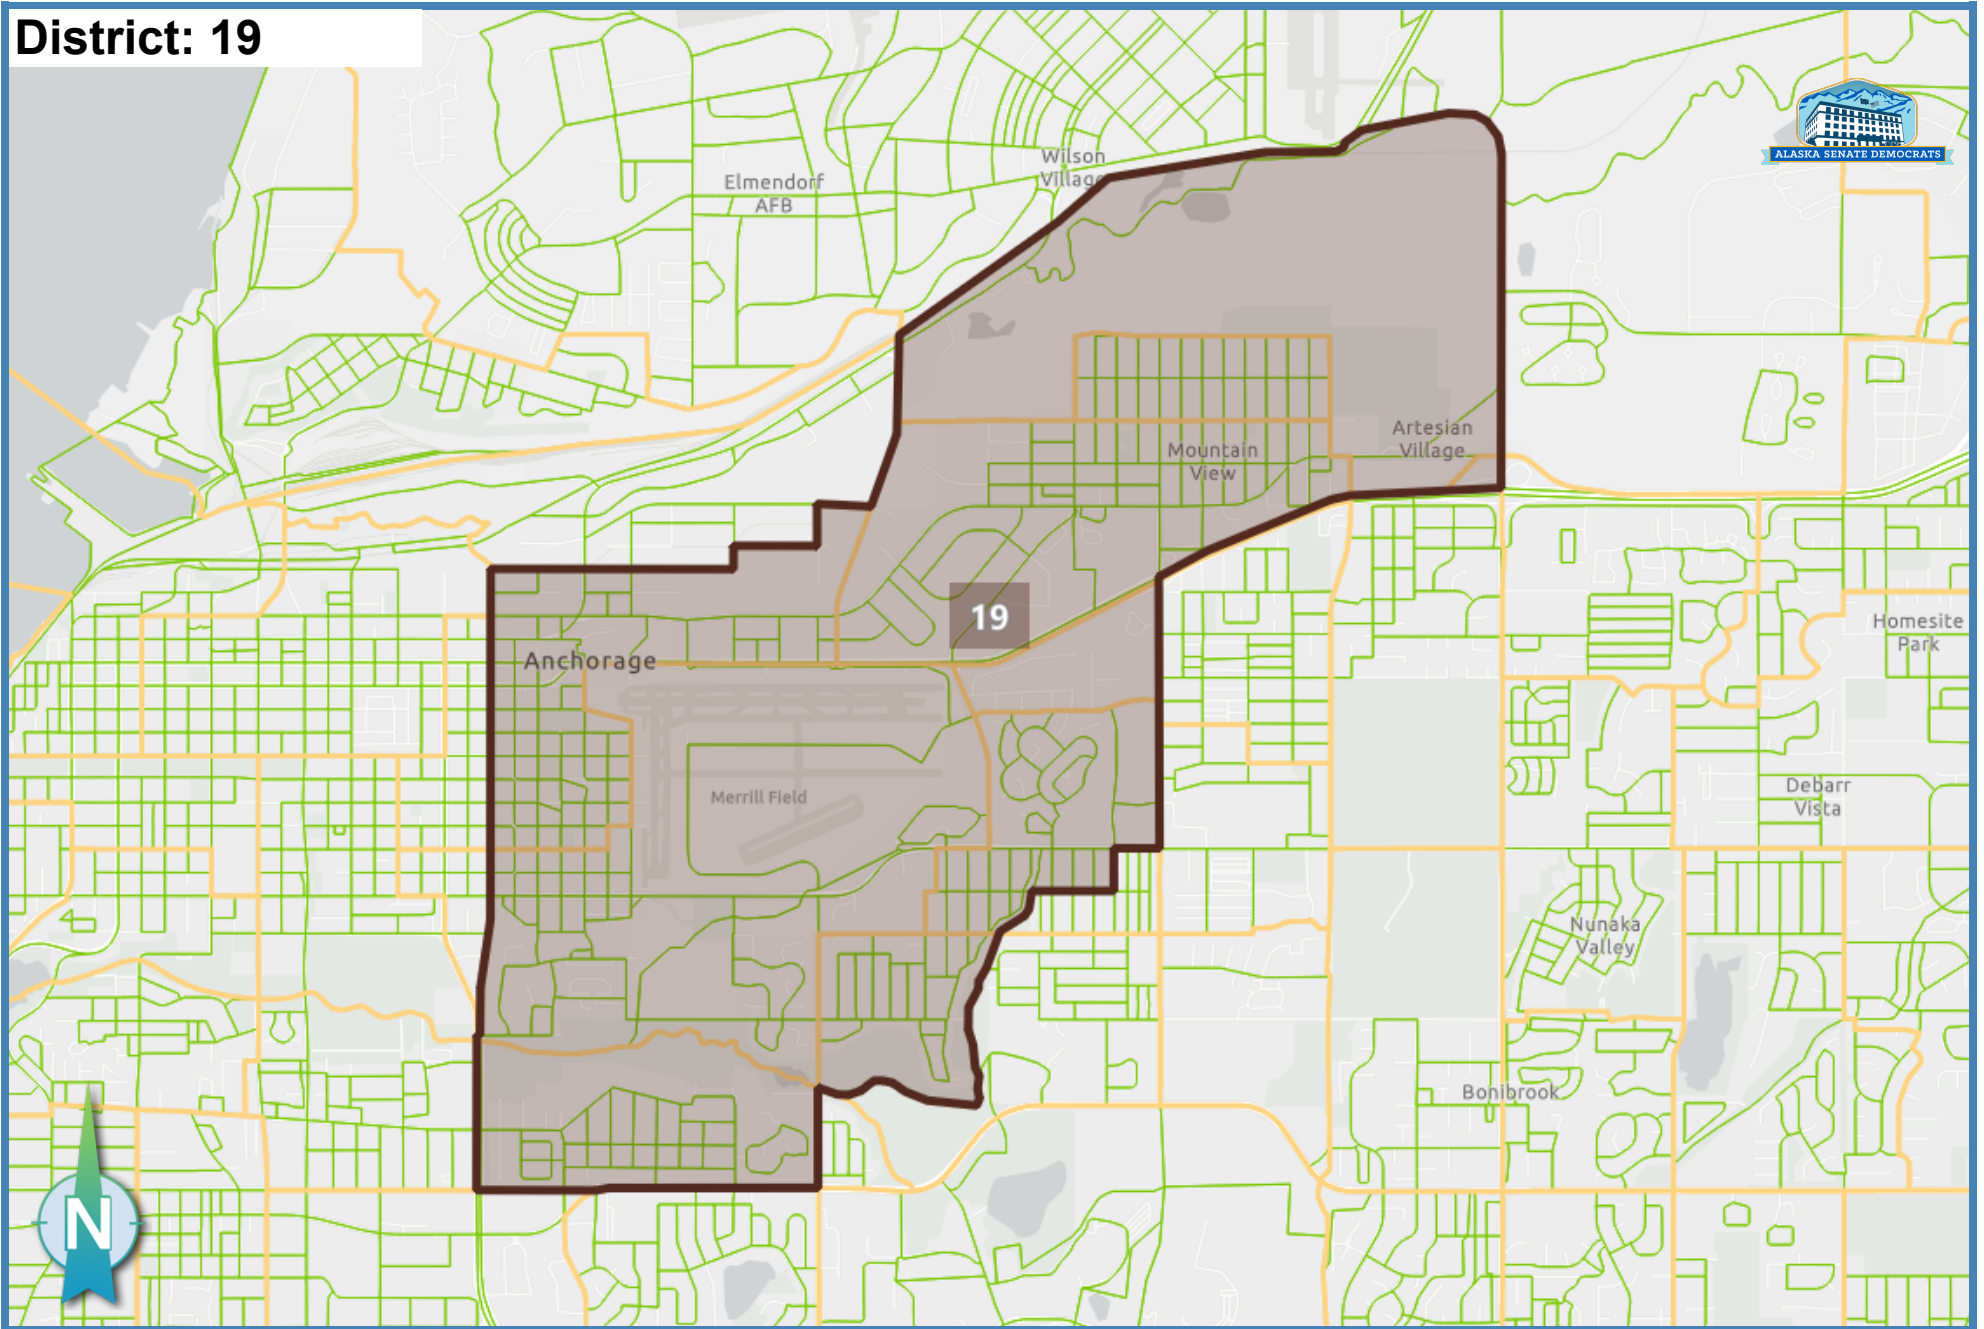 District: 19
ALASKA SENATE DEMOCRATS
Wilson
Village
Elmendorf
AFB
Artesian
Village
Mountain
View
19
Homesite
Park
Anchorage
Merrill Field
Debarr
Vista
Nunaka
Valley
Bonibrook
N